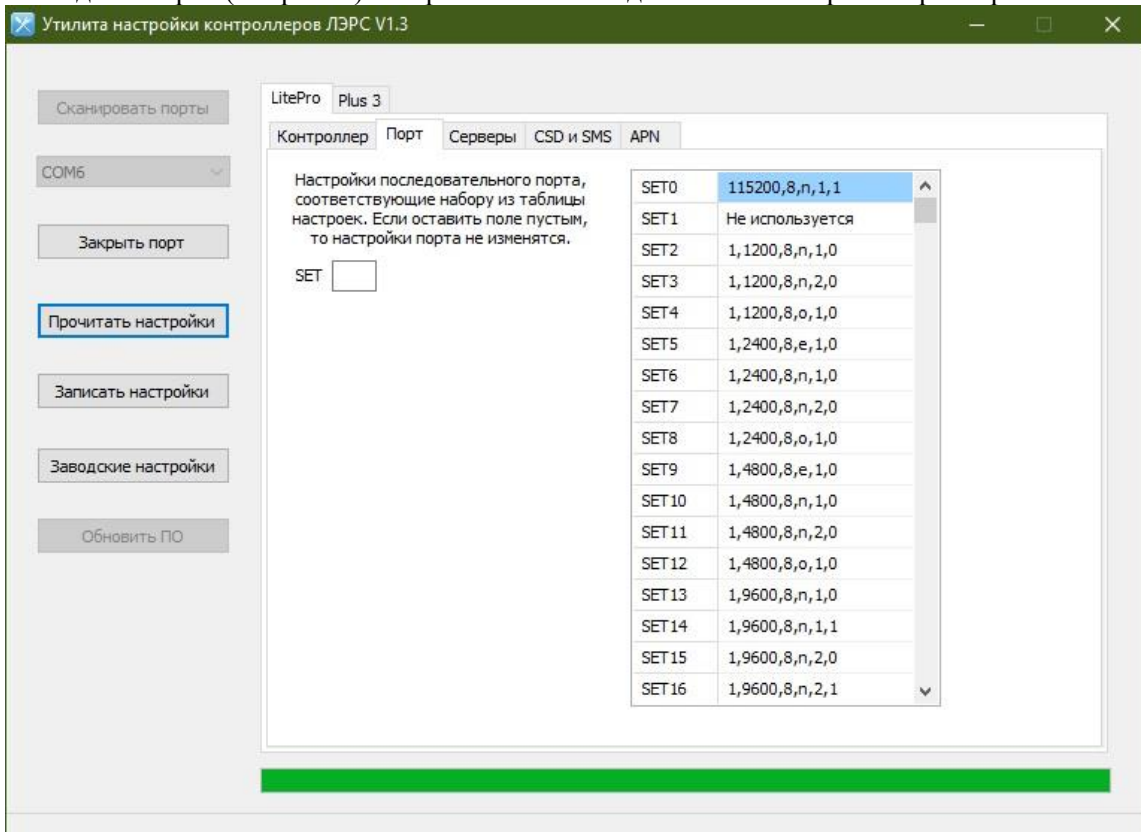 Утилита настройки контроллеров ЛЭРС V1.3
Сканировать порты
COM6
Закрыть порт
Прочитать настройки
Записать настройки
Заводские настройки
Обновить ПО
LitePro Plus 3
Контроллер Порт Серверы CSD и SMS APN
Настройки последовательного порта,
соответствующие набору из таблицы
настроек. Если оставить поле пустым,
то настройки порта не изменятся.
SET
SET0 115200,8,n,1,1
SET1 Не используется
SET2 1,1200,8,n,1,0
SET3 1,1200,8,n,2,0
SET4 1,1200,8,o,1,0
SET5 1,2400,8,e,1,0
SET6 1,2400,8,n,1,0
SET7 1,2400,8,n,2,0
SET8 1,2400,8,o,1,0
SET9 1,4800,8,e,1,0
SET10 1,4800,8,n,1,0
SET11 1,4800,8,n,2,0
SET12 1,4800,8,o,1,0
SET13 1,9600,8,n,1,0
SET14 1,9600,8,n,1,1
SET15 1,9600,8,n,2,0
SET16 1,9600,8,n,2,1